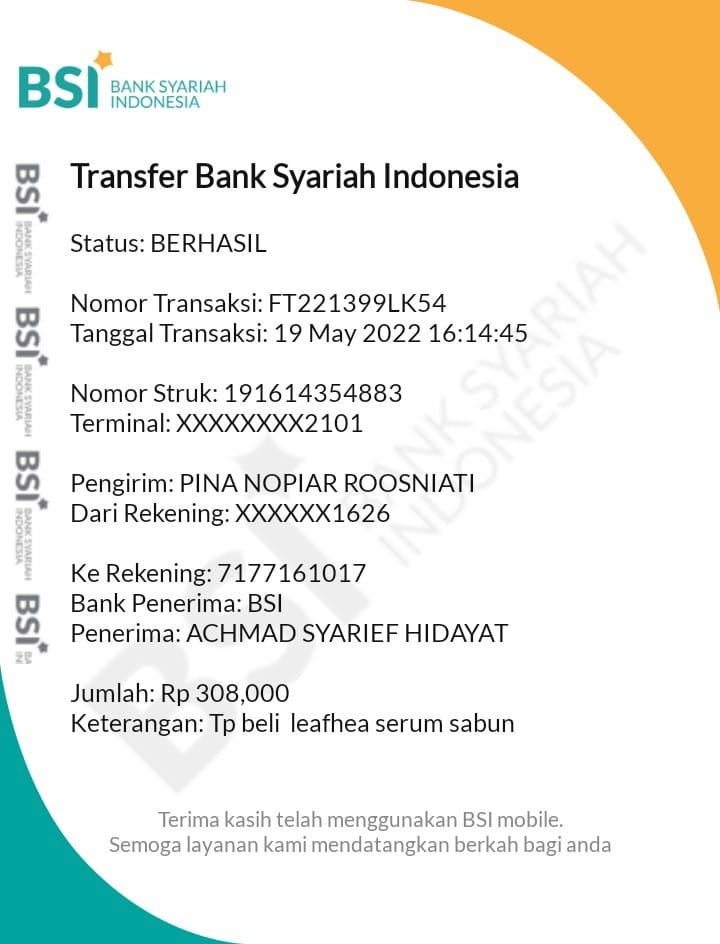 BSI BANK SYARIAH
INDONESIA
Transfer Bank Syariah Indonesia
Status: BERHASIL
Nomor Transaksi: FT221399LK54
Tanggal Transaksi: 19 May 2022 16:14:45
Nomor Struk: 191614354883
Terminal: XXXXXXXX2101
Pengirim: PINA NOPIAR ROOSNIATI
Dari Rekening: XXXXXX1626
Ke Rekening: 7177161017
Bank Penerima: BSI
Penerima: ACHMAD SYARIEF HIDAYAT
Jumlah: Rp 308,000
Keterangan: Tp beli  leafhea serum sabun
Terima kasih telah menggunakan BSI mobile.
Semoga layanan kami mendatangkan berkah bagi anda
BSI BANK SYARIAH
INDONESIA
BSI BANK SYARIAH
INDONESIA
BSI BANK SYARIAH
INDONESIA
BSI BANK SYARIAH
INDONESIA
BSI